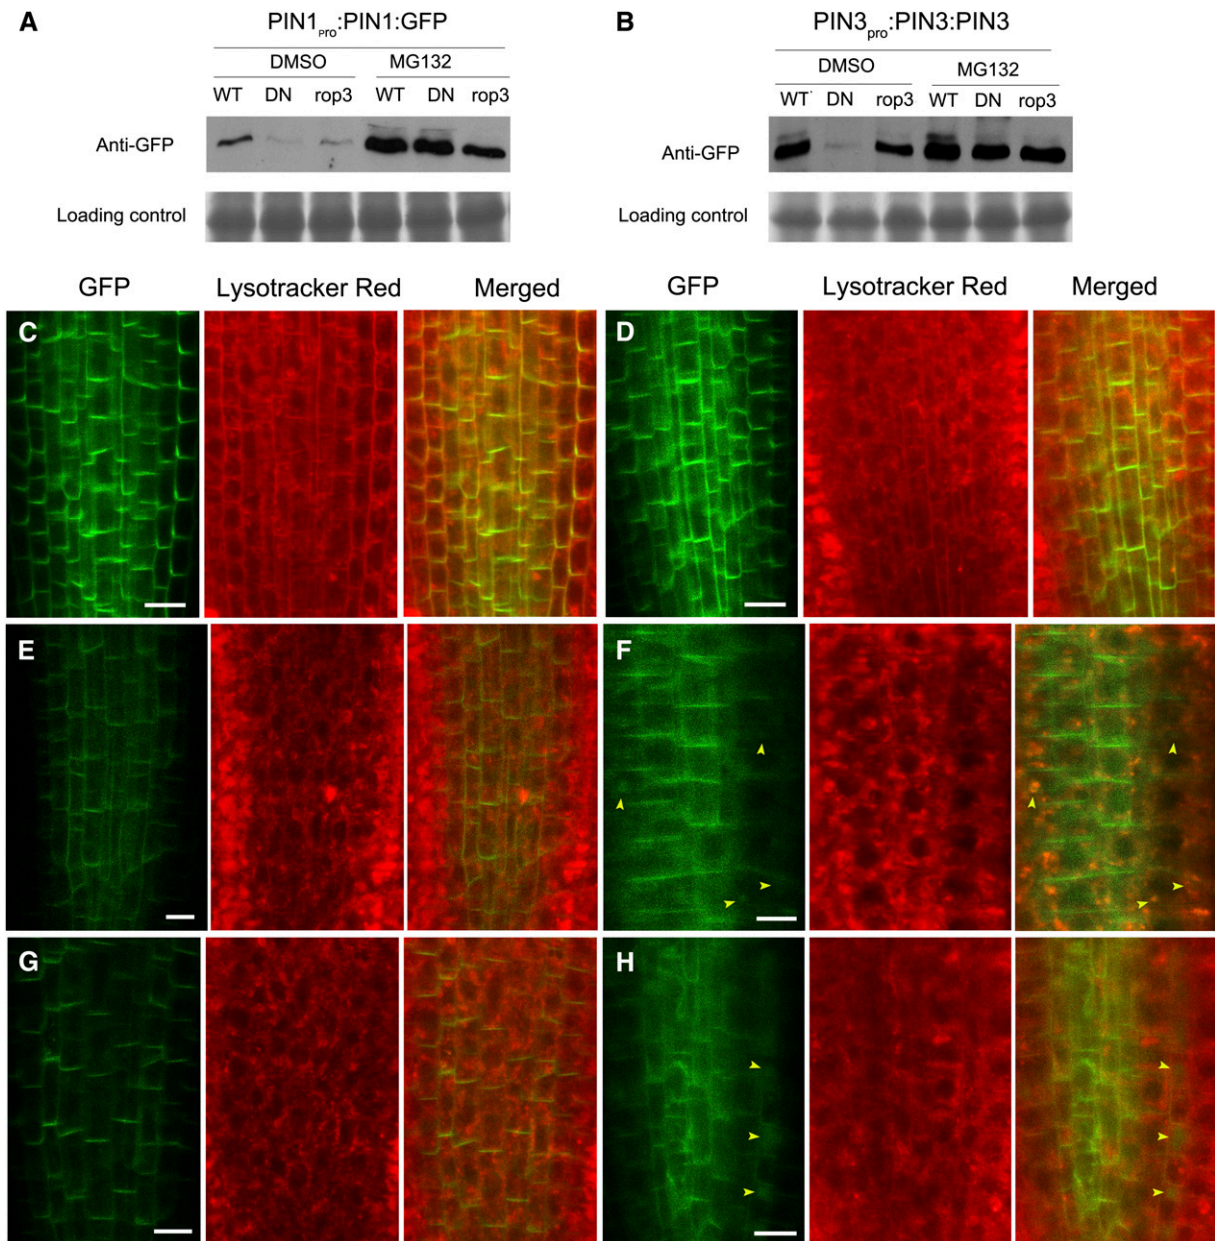 A
PIN1pro:PIN1:GFP
DMSO MG132
WT DN rop3 WT DN rop3
Anti-GFP
Loading control
B
PIN3pro:PIN3:PIN3
DMSO MG132
WT DN rop3 WT DN rop3
Anti-GFP
Loading control
GFP Lysotracker Red Merged GFP Lysotracker Red Merged
C D
E F
G H